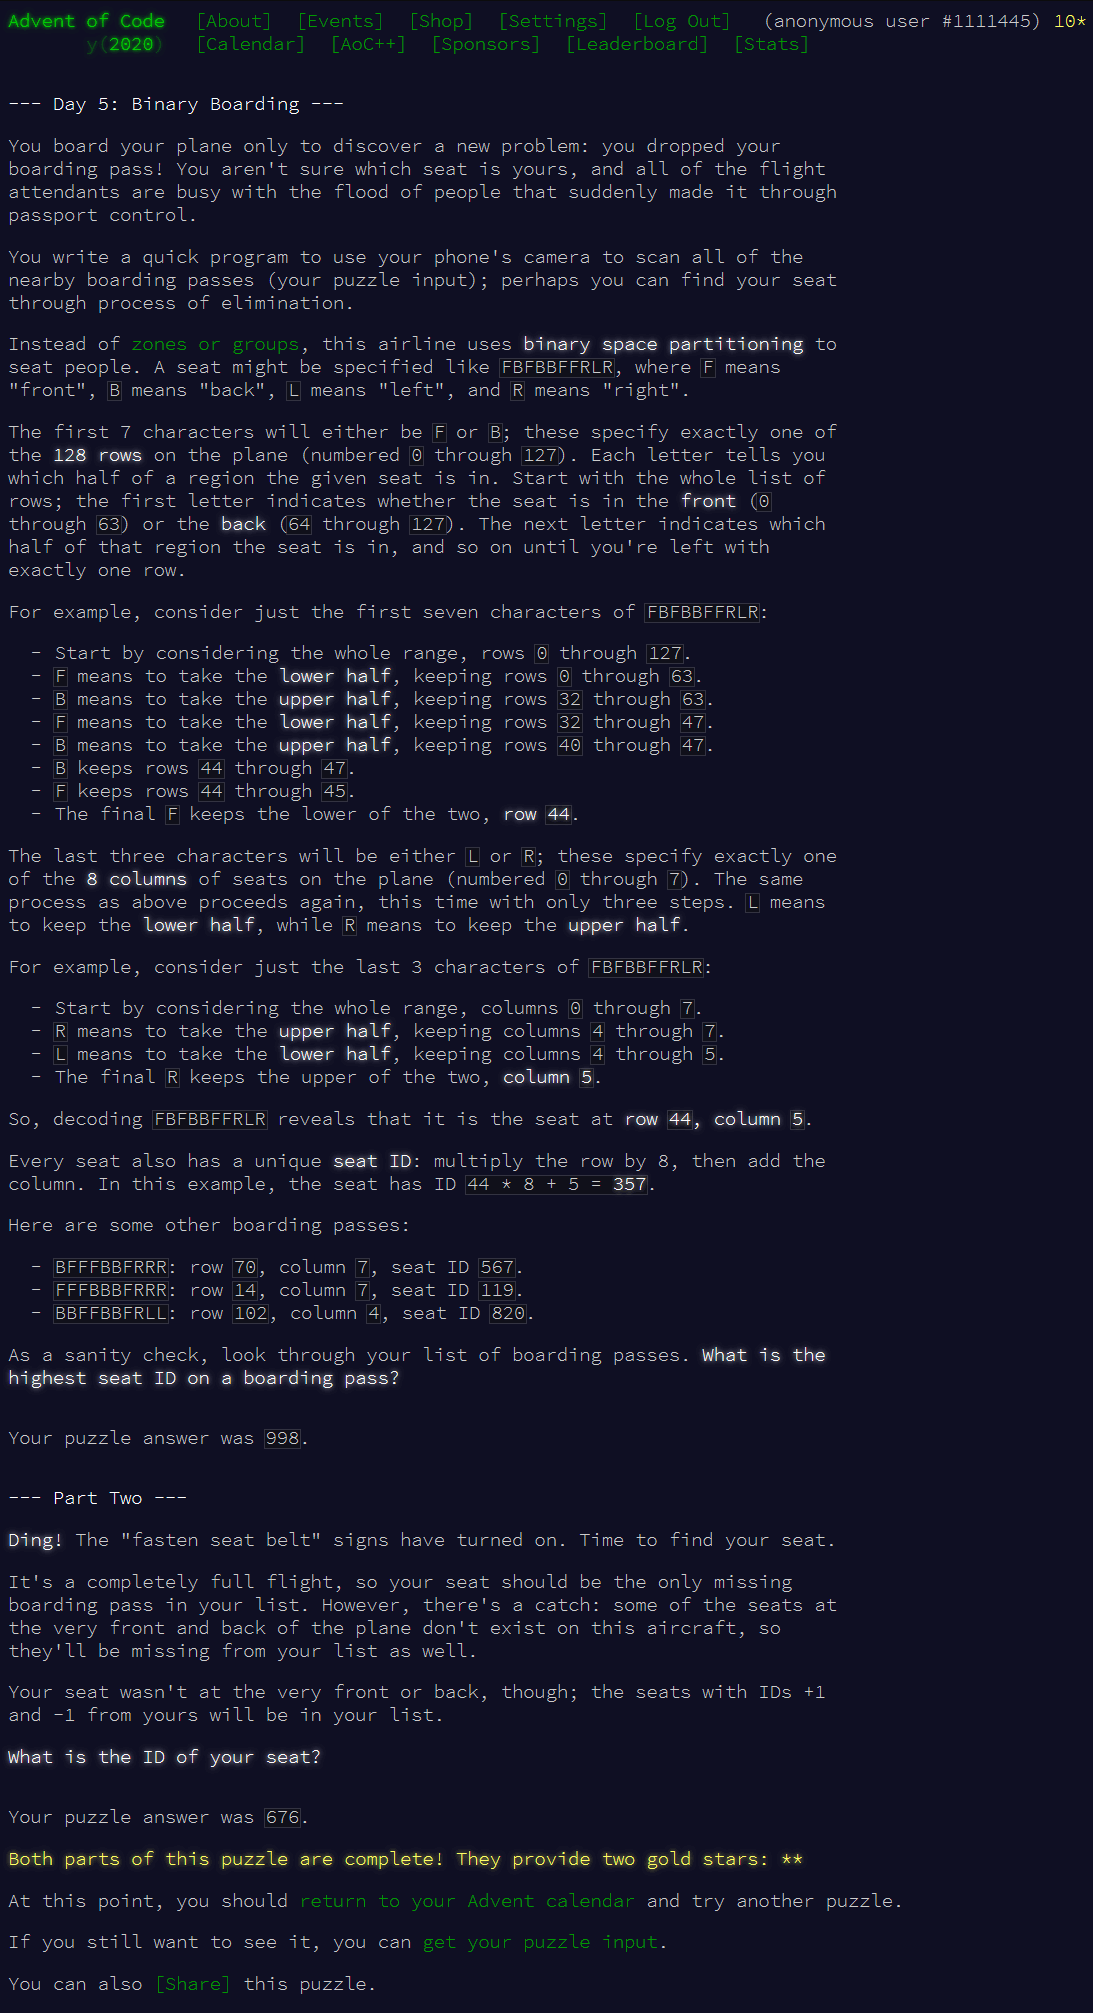 Advent of Code [About] [Events] [Shop] [Settings] [Log Out] (anonymous user #1111445) 10*
y(2020) [Calendar] [AoC++] [Sponsors] [Leaderboard] [Stats]
--- Day 5: Binary Boarding ---
You board your plane only to discover a new problem: you dropped your
boarding pass! You aren't sure which seat is yours, and all of the flight
attendants are busy with the flood of people that suddenly made it through
passport control.
You write a quick program to use your phone's camera to scan all of the
nearby boarding passes (your puzzle input); perhaps you can find your seat
through process of elimination.
Instead of zones or groups, this airline uses binary space partitioning to
seat people. A seat might be specified like FBFBBFFRLR, where F means
"front", B means "back", L means "left", and R means "right".
The first 7 characters will either be F or B; these specify exactly one of
the 128 rows on the plane (numbered 0 through 127). Each letter tells you
which half of a region the given seat is in. Start with the whole list of
rows; the first letter indicates whether the seat is in the front (0
through 63) or the back (64 through 127). The next letter indicates which
half of that region the seat is in, and so on until you're left with
exactly one row.
For example, consider just the first seven characters of FBFBBFFRLR:
- Start by considering the whole range, rows 0 through 127.
- F means to take the lower half, keeping rows 0 through 63.
- B means to take the upper half, keeping rows 32 through 63.
- F means to take the lower half, keeping rows 32 through 47.
- B means to take the upper half, keeping rows 40 through 47.
- B keeps rows 44 through 47.
- F keeps rows 44 through 45.
- The final F keeps the lower of the two, row 44.
The last three characters will be either L or R; these specify exactly one
of the 8 columns of seats on the plane (numbered 0 through 7). The same
process as above proceeds again, this time with only three steps. L means
to keep the lower half, while R means to keep the upper half.
For example, consider just the last 3 characters of FBFBBFFRLR:
- Start by considering the whole range, columns 0 through 7.
- R means to take the upper half, keeping columns 4 through 7.
- L means to take the lower half, keeping columns 4 through 5.
- The final R keeps the upper of the two, column 5.
So, decoding FBFBBFFRLR reveals that it is the seat at row 44, column 5.
Every seat also has a unique seat ID: multiply the row by 8, then add the
column. In this example, the seat has ID 44 * 8 + 5 = 357.
Here are some other boarding passes:
- BFFFBBFRRR: row 70, column 7, seat ID 567.
- FFFBBBFRRR: row 14, column 7, seat ID 119.
- BBFFBBFRLL: row 102, column 4, seat ID 820.
As a sanity check, look through your list of boarding passes. What is the
highest seat ID on a boarding pass?
Your puzzle answer was 998.
--- Part Two ---
Ding! The "fasten seat belt" signs have turned on. Time to find your seat.
It's a completely full flight, so your seat should be the only missing
boarding pass in your list. However, there's a catch: some of the seats at
the very front and back of the plane don't exist on this aircraft, so
they'll be missing from your list as well.
Your seat wasn't at the very front or back, though; the seats with IDs +1
and -1 from yours will be in your list.
What is the ID of your seat?
Your puzzle answer was 676.
Both parts of this puzzle are complete! They provide two gold stars: **
At this point, you should return to your Advent calendar and try another puzzle.
If you still want to see it, you can get your puzzle input.
You can also [Share] this puzzle.